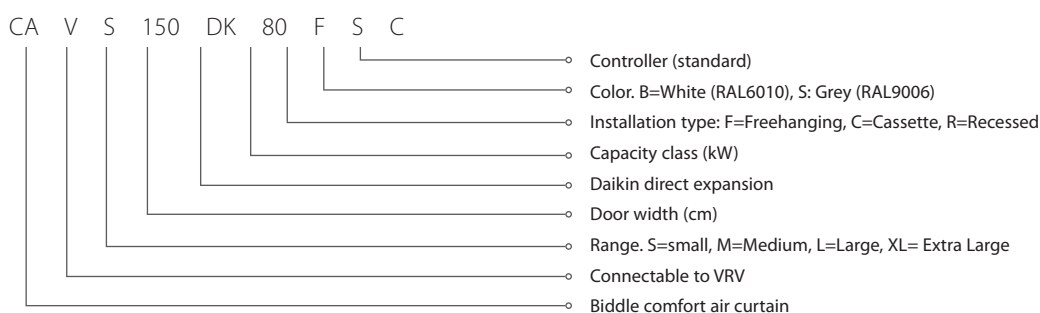 CA V S 150 DK 80 F S C
Controller (standard)
Color. B=White (RAL6010), S: Grey (RAL9006)
Installation type: F=Freehanging, C=Cassette, R=Recessed
Capacity class (kW)
Daikin direct expansion
Door width (cm)
Range. S=small, M=Medium, L=Large, XL= Extra Large
Connectable to VRV
Biddle comfort air curtain